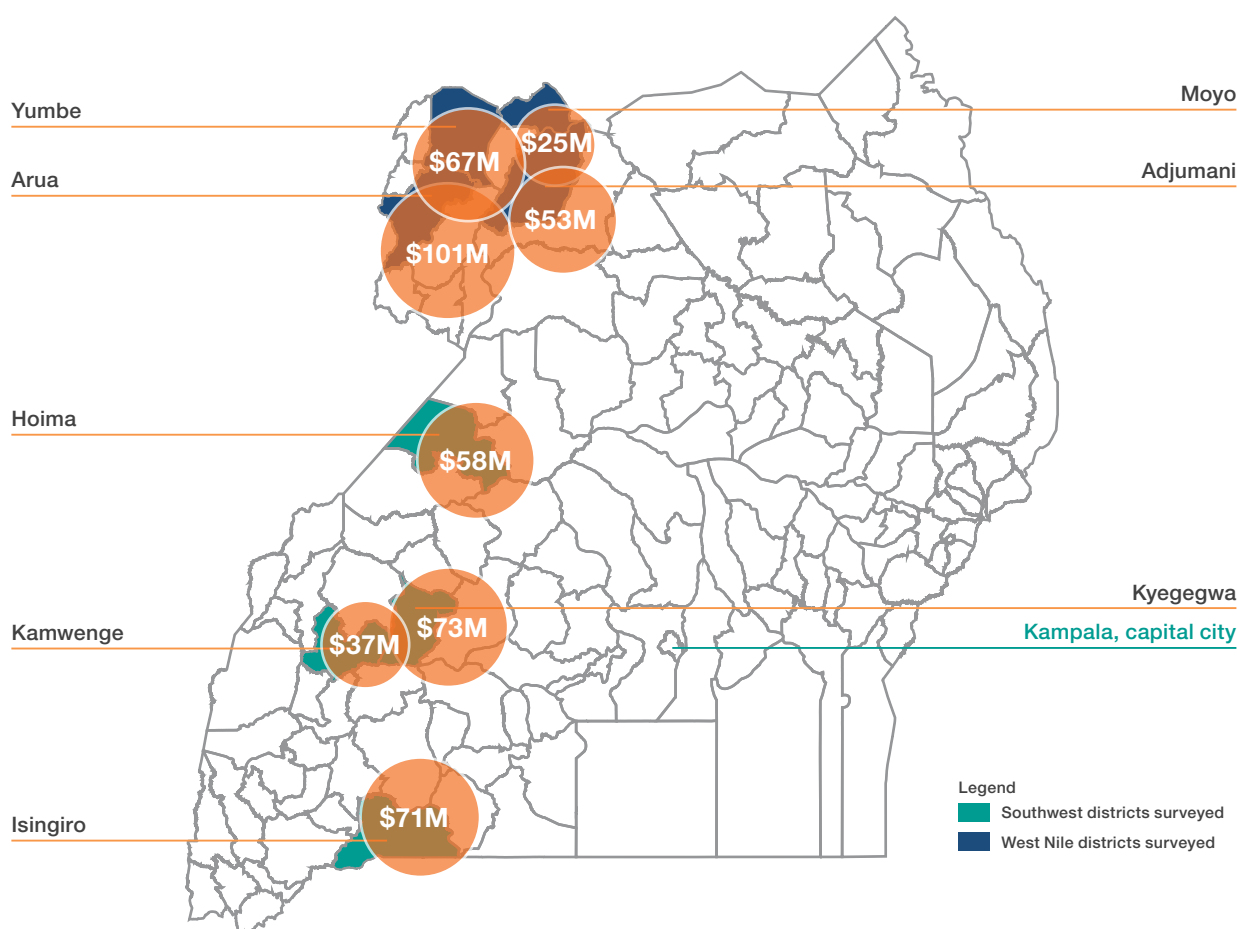 Yumbe
Moyo
$25M
$67M
Arua
Adjumani
$53M
$101M
Hoima
$58M
Kyegegwa
Kamwenge
$73M
$37M
Kampala, capital city
Legend
Southwest districts surveyed
West Nile districts surveyed
Isingiro
$71M